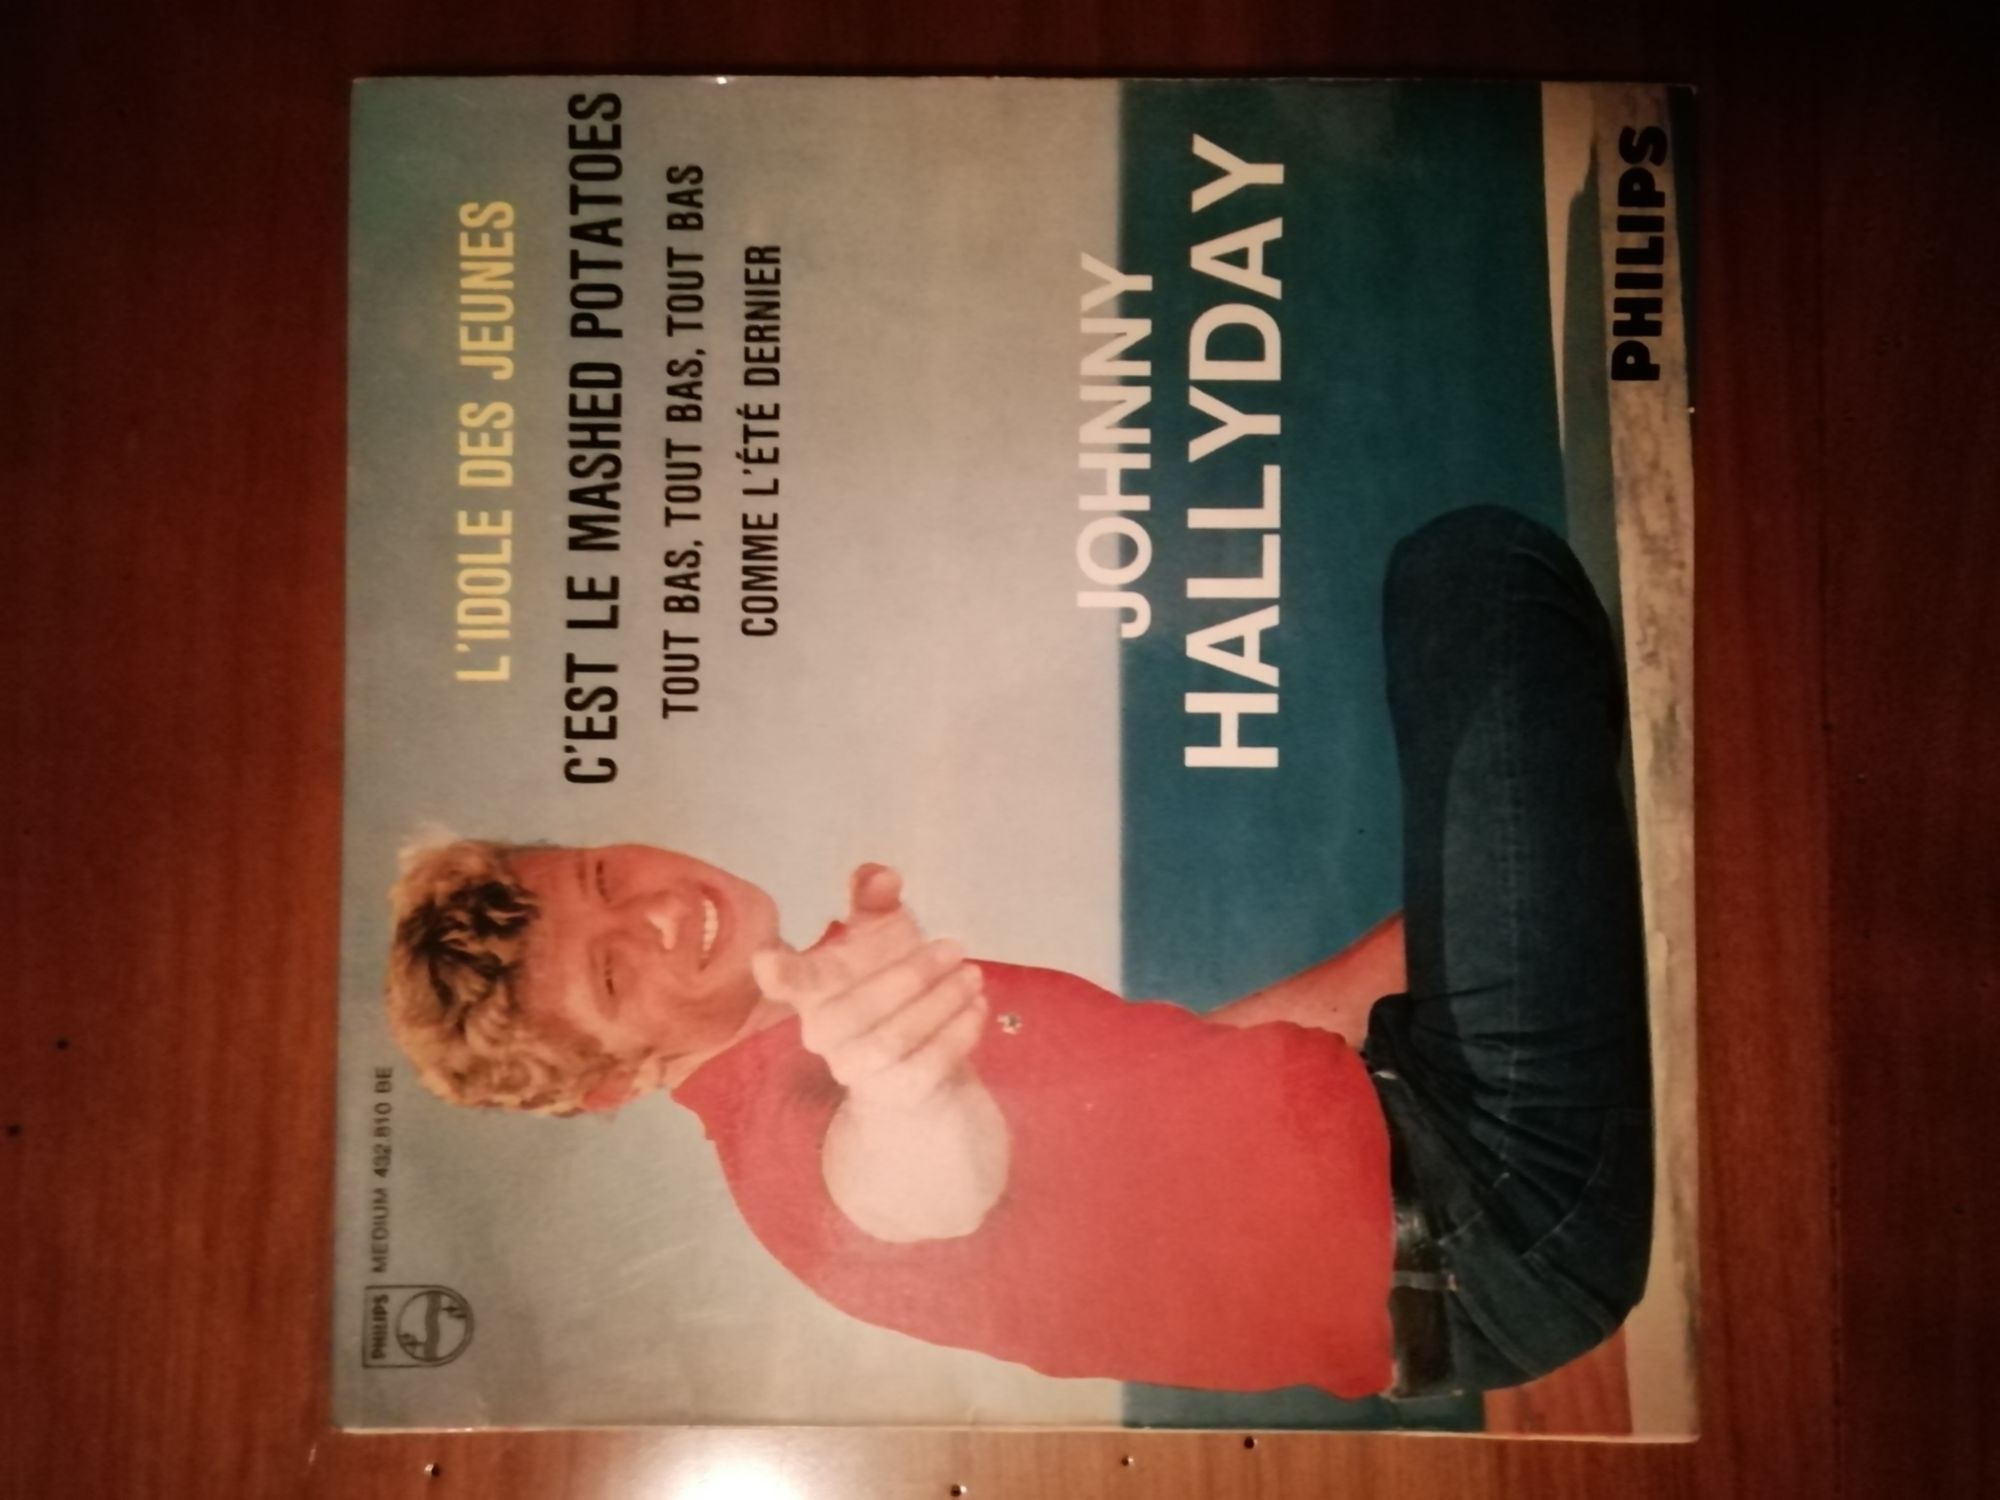 PHILIPS
MEDIUM 432.810 BE
L'IDOLE DES JEUNES
C'EST LE MASHED POTATOES
TOUT BAS, TOUT BAS, TOUT BAS
COMME L'ÉTÉ DERNIER
JOHNNY
HALLYDAY
PHILIPS